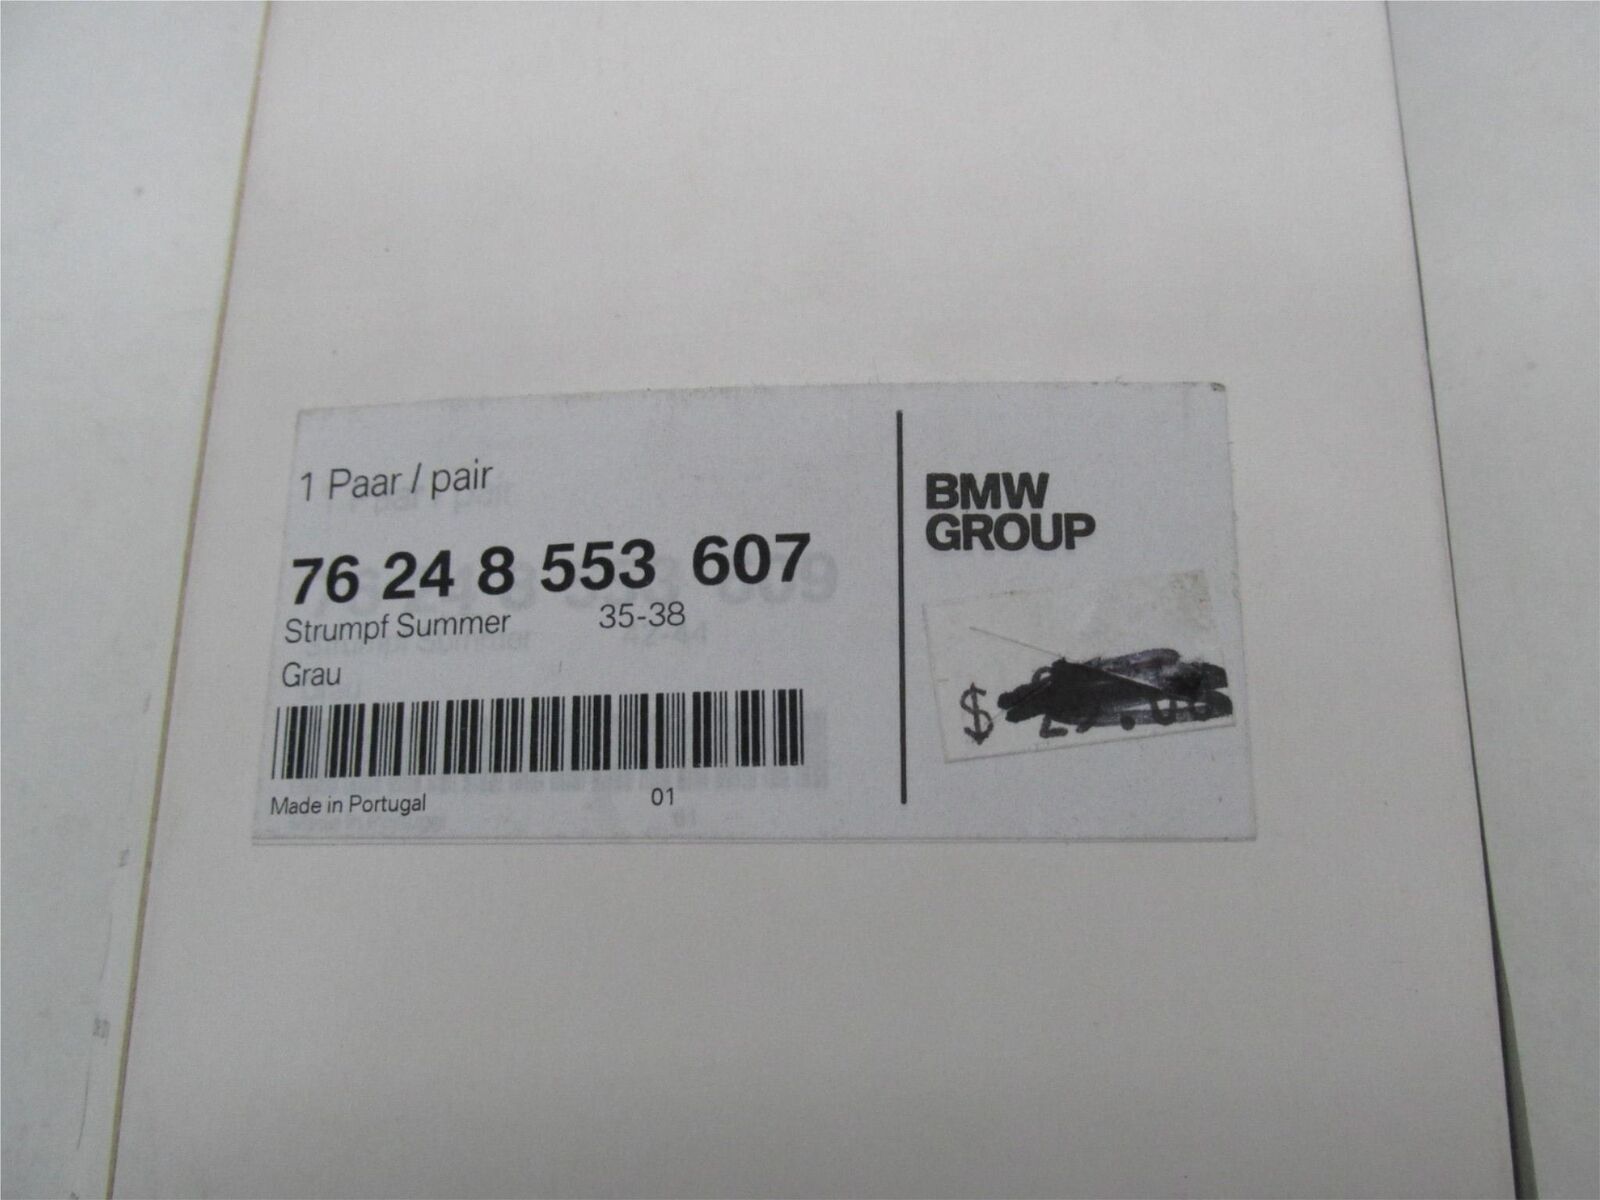 1 Paar / pair
76 24 8 553 607
Strumpf Summer 35-38
Grau
Made in Portugal 01
BMW
GROUP
$